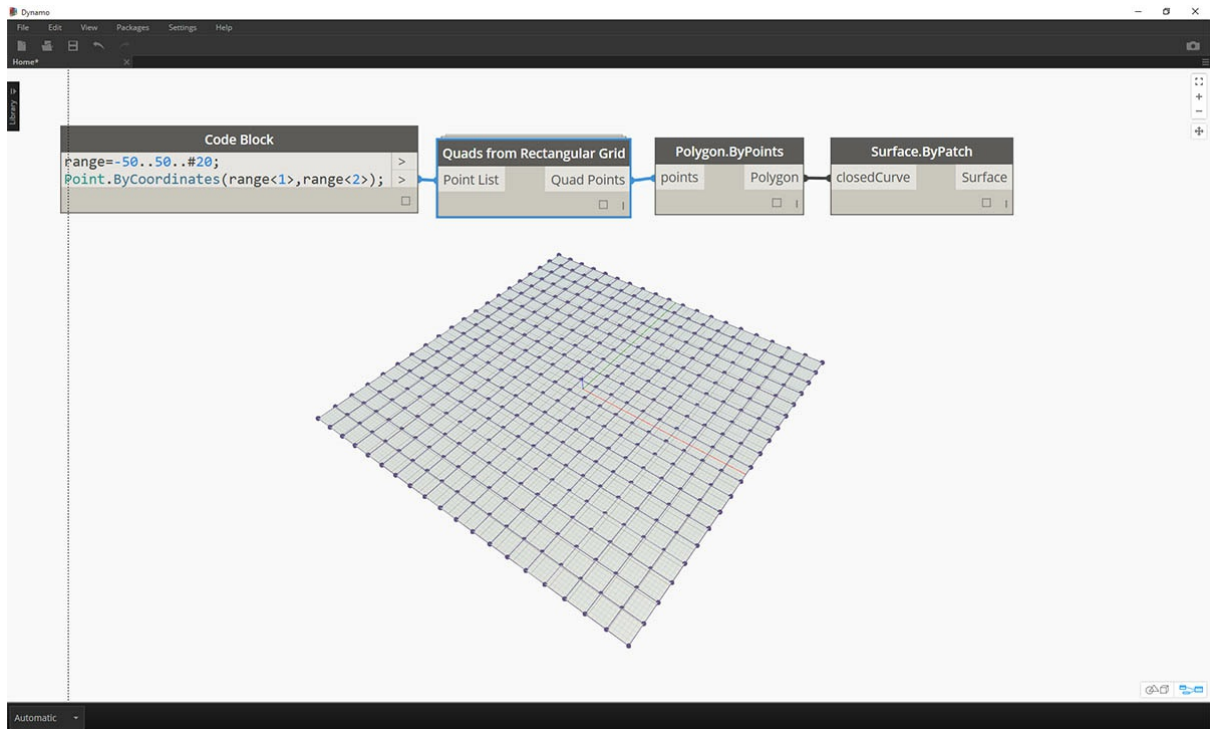 Dynamo
File Edit View Packages Settings Help
Home*
Library
Code Block
range=-50..50..#20; >
Point.ByCoordinates(range<1>,range<2>); >
Quads from Rectangular Grid
Point List Quad Points
Polygon.ByPoints
points Polygon
Surface.ByPatch
closedCurve Surface
Automatic